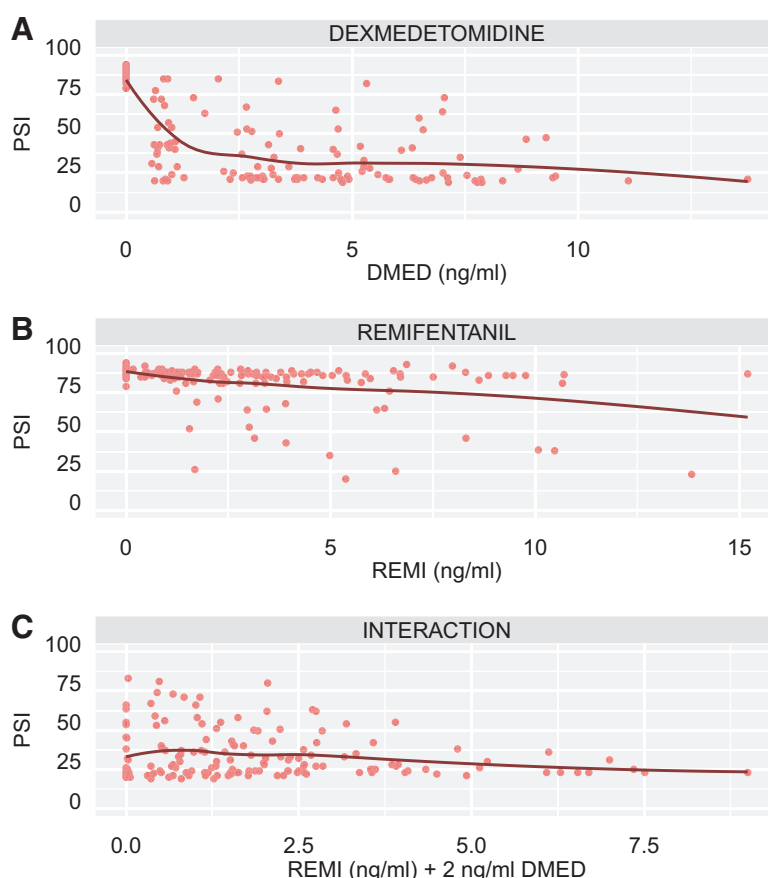 A
DEXMEDETOMIDINE
100
75
50
25
0
PSI
0 5 10
DMED (ng/ml)
B
REMIFENTANIL
100
75
50
25
0
PSI
0 5 10 15
REMI (ng/ml)
C
INTERACTION
100
75
50
25
0
PSI
0.0 2.5 5.0 7.5
REMI (ng/ml) + 2 ng/ml DMED